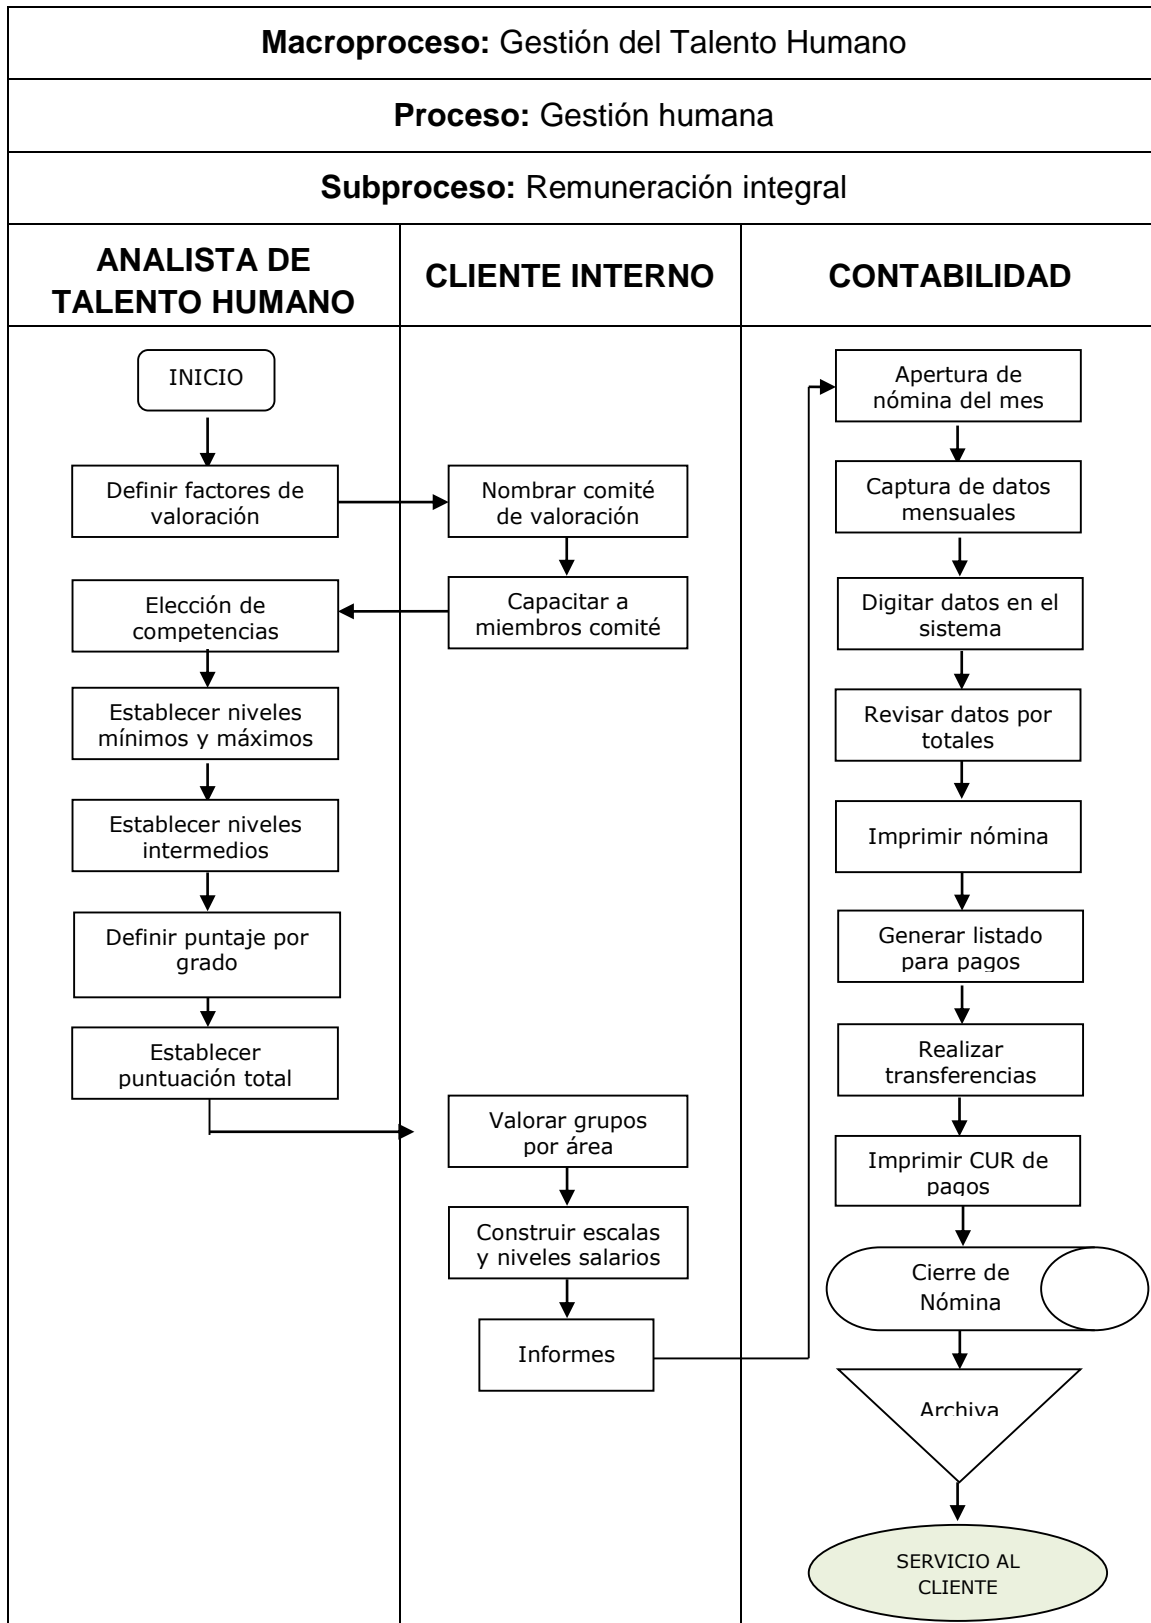 Macroproceso: Gestión del Talento Humano
Proceso: Gestión humana
Subproceso: Remuneración integral
ANALISTA DE
TALENTO HUMANO
CLIENTE INTERNO
CONTABILIDAD
INICIO
Definir factores de
valoración
Elección de
competencias
Establecer niveles
mínimos y máximos
Establecer niveles
intermedios
Definir puntaje por
grado
Establecer
puntuación total
Nombrar comité
de valoración
Capacitar a
miembros comité
Valorar grupos
por área
Construir escalas
y niveles salarios
Informes
Apertura de
nómina del mes
Captura de datos
mensuales
Digitar datos en el
sistema
Revisar datos por
totales
Imprimir nómina
Generar listado
para pagos
Realizar
transferencias
Imprimir CUR de
pagos
Cierre de
Nómina
Archiva
SERVICIO AL
CLIENTE